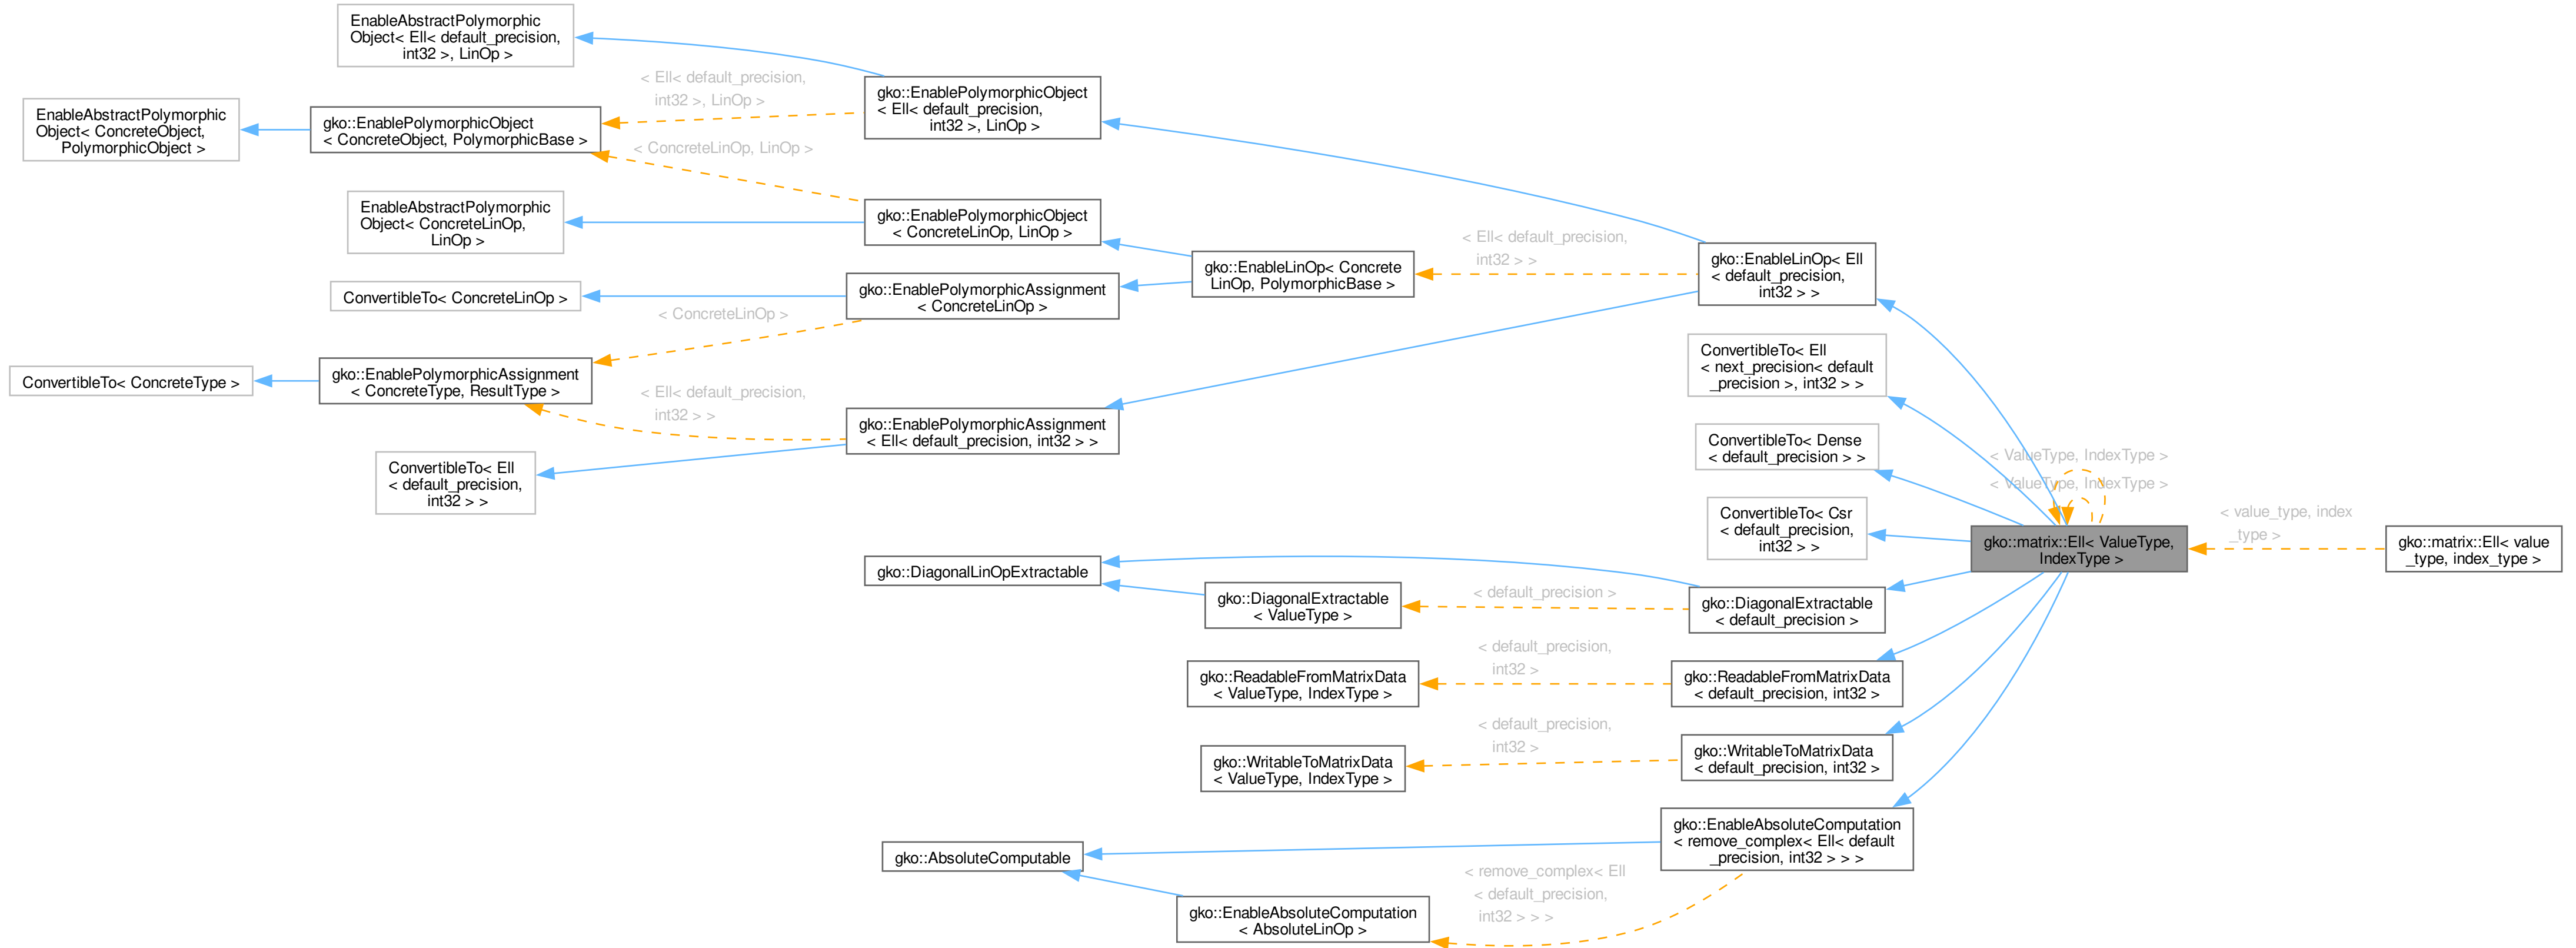 EnableAbstractPolymorphic
Object< Ell< default_precision,
int32 >, LinOp >
< Ell< default_precision,
int32 >, LinOp >
gko::EnablePolymorphicObject
< Ell< default_precision,
int32 >, LinOp >
EnableAbstractPolymorphic
Object< ConcreteObject,
PolymorphicObject >
gko::EnablePolymorphicObject
< ConcreteObject, PolymorphicBase >
< ConcreteLinOp, LinOp >
EnableAbstractPolymorphic
Object< ConcreteLinOp,
LinOp >
gko::EnablePolymorphicObject
< ConcreteLinOp, LinOp >
< Ell< default_precision,
int32 > >
gko::EnableLinOp< Concrete
LinOp, PolymorphicBase >
gko::EnableLinOp< Ell
< default_precision,
int32 > >
ConvertibleTo< ConcreteLinOp >
gko::EnablePolymorphicAssignment
< ConcreteLinOp >
< ConcreteLinOp >
ConvertibleTo< Ell
< next_precision< default
_precision >, int32 > >
ConvertibleTo< ConcreteType >
gko::EnablePolymorphicAssignment
< ConcreteType, ResultType >
< Ell< default_precision,
int32 > >
gko::EnablePolymorphicAssignment
< Ell< default_precision, int32 > >
ConvertibleTo< Dense
< default_precision > >
ConvertibleTo< Ell
< default_precision,
int32 > >
< ValueType, IndexType >
< ValueType, IndexType >
ConvertibleTo< Csr
< default_precision,
int32 > >
gko::matrix::Ell< ValueType,
IndexType >
< value_type, index
_type >
gko::matrix::Ell< value
_type, index_type >
gko::DiagonalLinOpExtractable
gko::DiagonalExtractable
< ValueType >
< default_precision >
gko::DiagonalExtractable
< default_precision >
gko::ReadableFromMatrixData
< ValueType, IndexType >
< default_precision,
int32 >
gko::ReadableFromMatrixData
< default_precision, int32 >
gko::WritableToMatrixData
< ValueType, IndexType >
< default_precision,
int32 >
gko::WritableToMatrixData
< default_precision, int32 >
gko::EnableAbsoluteComputation
< remove_complex< Ell< default
_precision, int32 > > >
gko::AbsoluteComputable
< remove_complex< Ell
< default_precision,
int32 > > >
gko::EnableAbsoluteComputation
< AbsoluteLinOp >